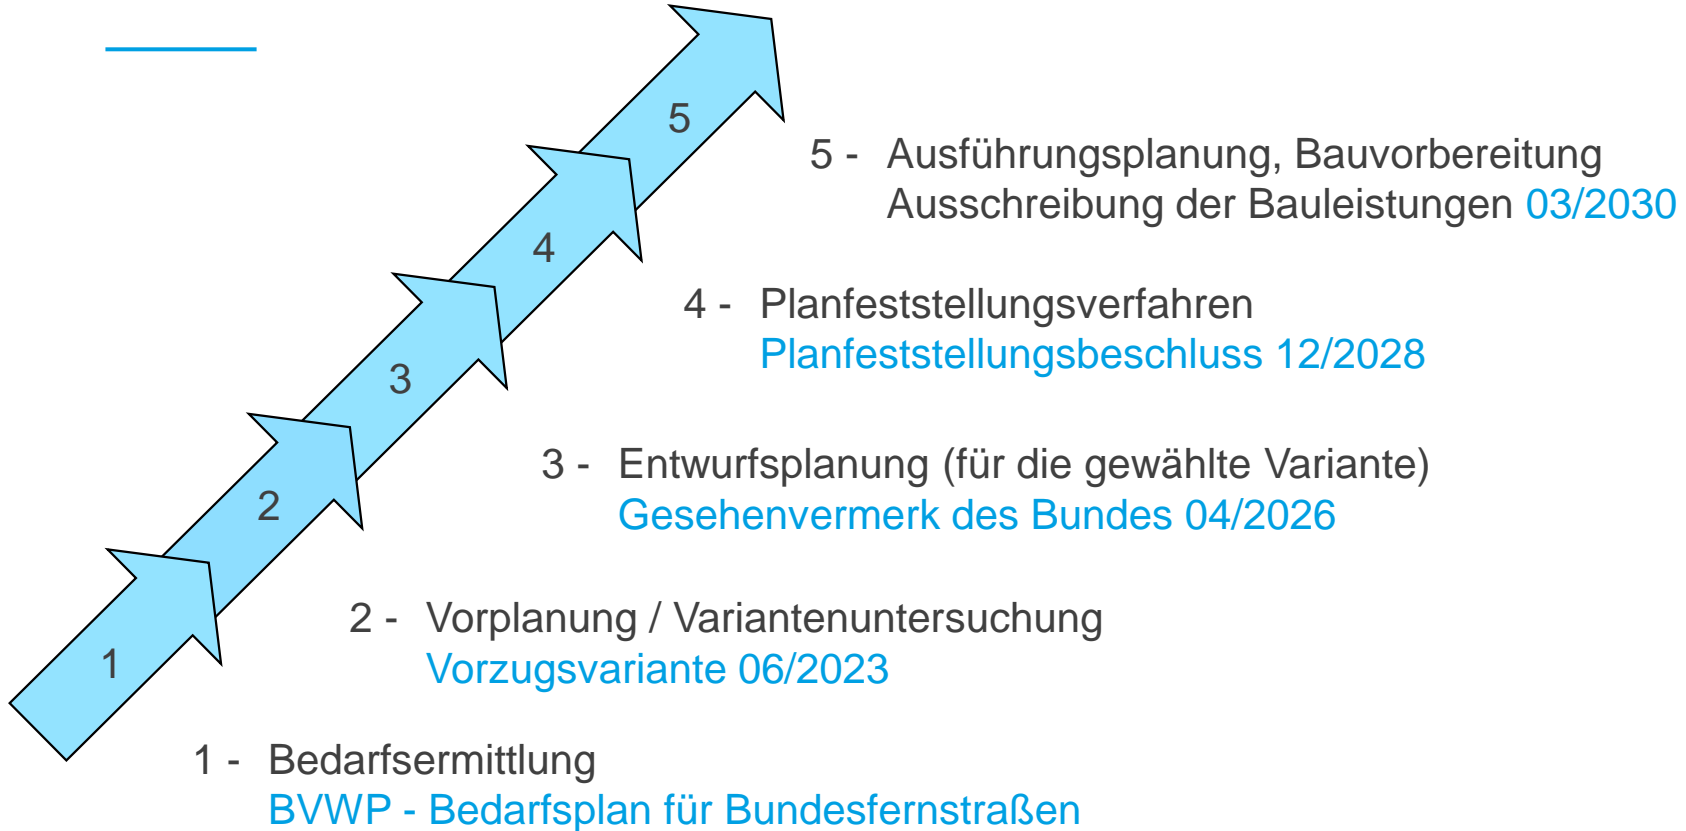 5
5 - Ausführungsplanung, Bauvorbereitung
Ausschreibung der Bauleistungen 03/2030
4
4 - Planfeststellungsverfahren
Planfeststellungsbeschluss 12/2028
3
3 - Entwurfsplanung (für die gewählte Variante)
Gesehenvermerk des Bundes 04/2026
2
2 - Vorplanung / Variantenuntersuchung
Vorzugsvariante 06/2023
1
1 - Bedarfsermittlung
BVWP - Bedarfsplan für Bundesfernstraßen